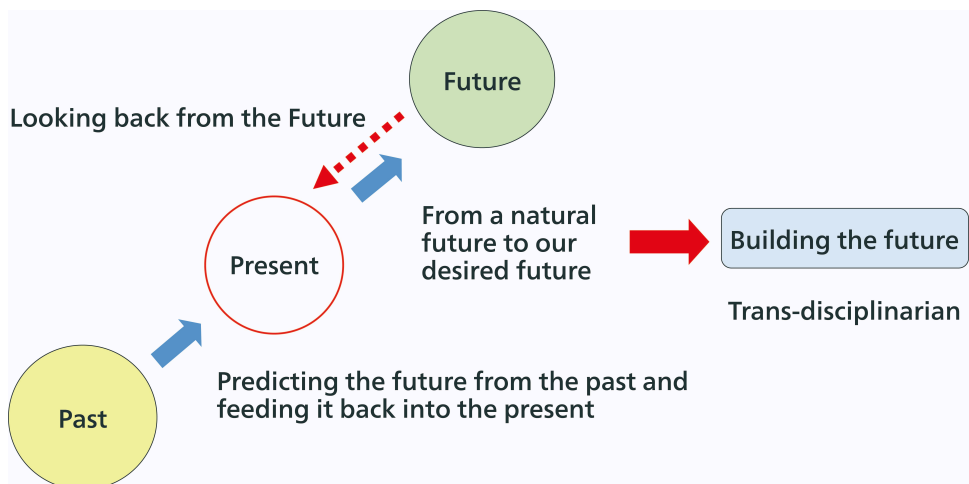 Future
Looking back from the Future
From a natural
future to our
desired future
Building the future
Present
Trans-disciplinarian
Predicting the future from the past and
feeding it back into the present
Past